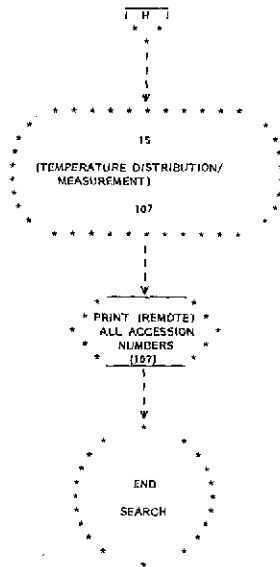 H
15
(TEMPERATURE DISTRIBUTION/
MEASUREMENT)
107
PRINT (REMOTE)
ALL ACCESSION
NUMBERS
(107)
END
SEARCH